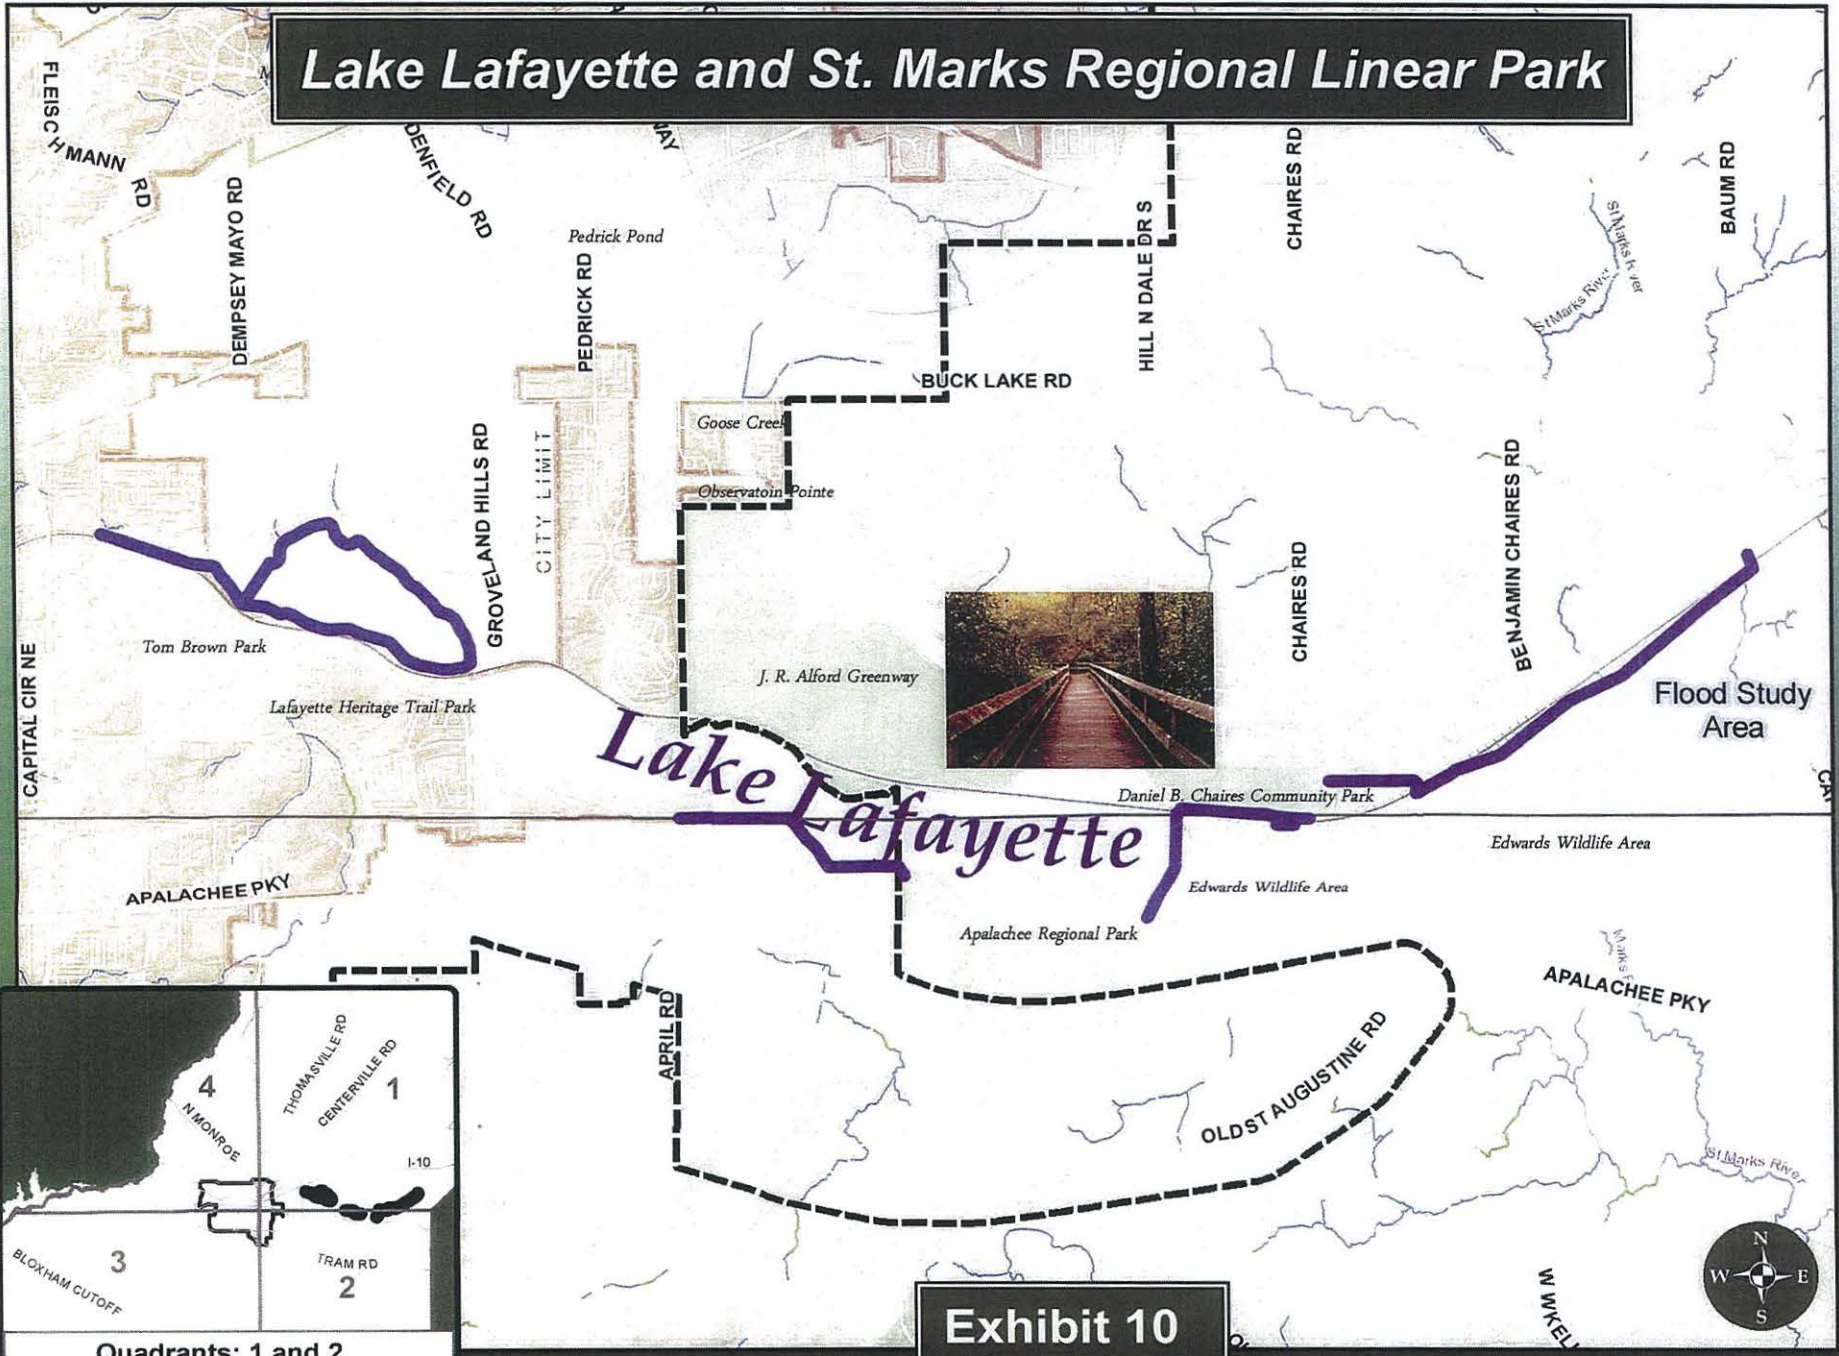 Lake Lafayette and St. Marks Regional Linear Park
FLEISCHMANN RD
DEMPSEY MAYO RD
DENFIELD RD
WAY
Pedrick Pond
PEDRICK RD
HILL N DALE DR S
CHAIRES RD
St Marks River
St Marks River
BAUM RD
BUCK LAKE RD
Goose Creek
Observatoin Pointe
GROVELAND HILLS RD
CITY LIMIT
CHAIRES RD
BENJAMIN CHAIRES RD
Tom Brown Park
CAPITAL CIR NE
Lafayette Heritage Trail Park
J. R. Alford Greenway
Flood Study
Area
Lake Lafayette
Daniel B. Chaires Community Park
Edwards Wildlife Area
Edwards Wildlife Area
APALACHEE PKY
Apalachee Regional Park
APALACHEE PKY
APRIL RD
OLD ST AUGUSTINE RD
St Marks River
4
1
THOMASVILLE RD
CENTERVILLE RD
N MONROE
I-10
3
BLOXHAM CUTOFF
TRAM RD
2
Quadrants: 1 and 2
Exhibit 10
N
W E
S